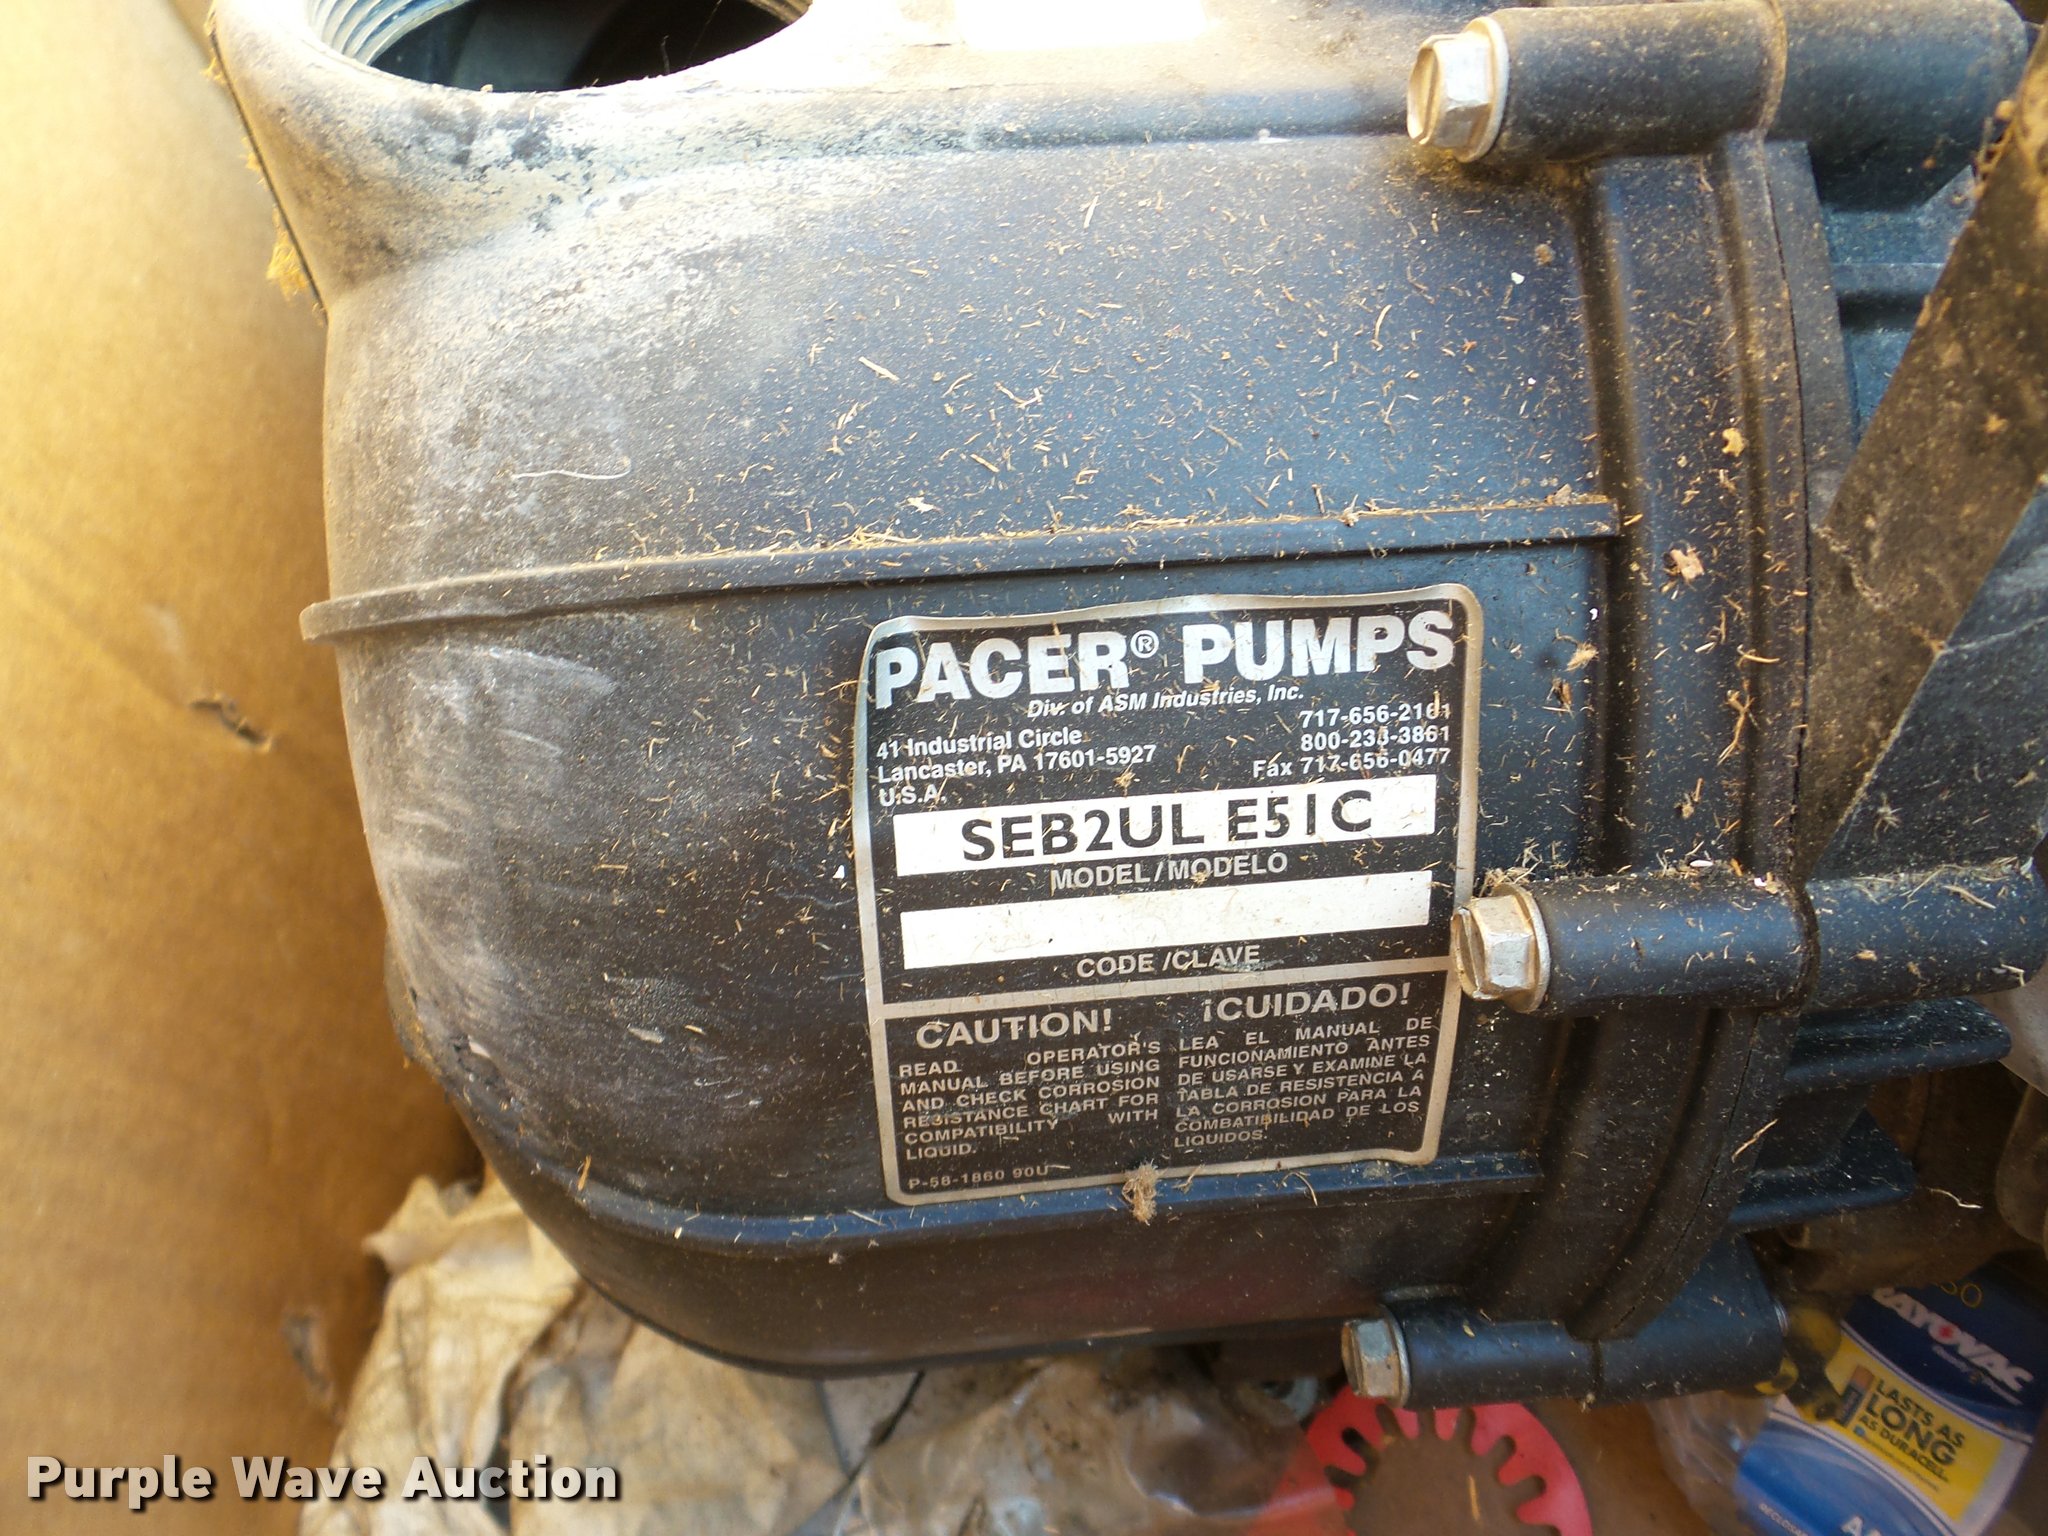 PACER® PUMPS
Div. of ASM Industries, Inc.
41 Industrial Circle
Lancaster, PA 17601-5927
U.S.A.
717-656-2161
800-233-3861
Fax 717-656-0477
SEB2UL E51C
MODEL/MODELO
CODE /CLAVE
CAUTION!
READ OPERATOR'S
MANUAL BEFORE USING
AND CHECK CORROSION
RESISTANCE CHART FOR
COMPATIBILITY WITH
LIQUID.
P-58-1860 90U
¡CUIDADO!
LEA EL MANUAL DE
FUNCIONAMIENTO ANTES
DE USARSE Y EXAMINE LA
TABLA DE RESISTENCIA A
LA CORROSION PARA LA
COMBATIBILIDAD DE LOS
LIQUIDOS.
RAYOVAC
LASTS AS
LONG
AS DURACELL
Purple Wave Auction